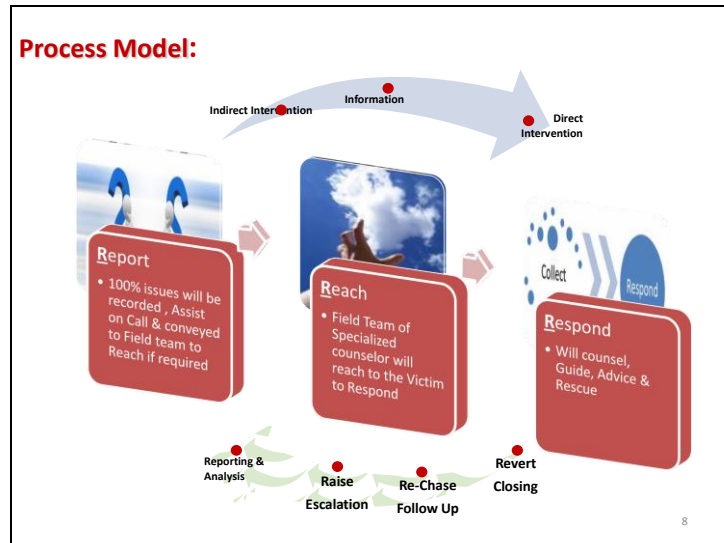 Process Model:
Indirect Intervention
Information
Direct
Intervention
Report
• 100% issues will be
recorded , Assist
on Call & conveyed
to Field team to
Reach if required
Reach
• Field Team of
Specialized
counselor will
reach to the Victim
to Respond
Collect
Respond
Respond
• Will counsel,
Guide, Advice &
Rescue
Reporting &
Analysis
Raise
Escalation
Re-Chase
Follow Up
Revert
Closing
8